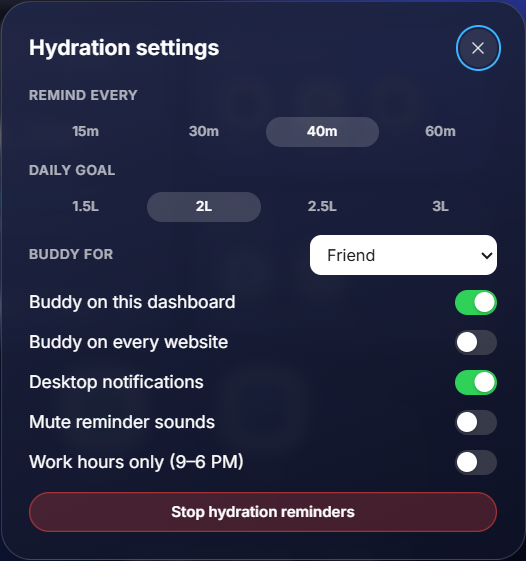 Hydration settings
REMIND EVERY
15m 30m 40m 60m
DAILY GOAL
1.5L 2L 2.5L 3L
BUDDY FOR Friend
Buddy on this dashboard
Buddy on every website
Desktop notifications
Mute reminder sounds
Work hours only (9–6 PM)
Stop hydration reminders